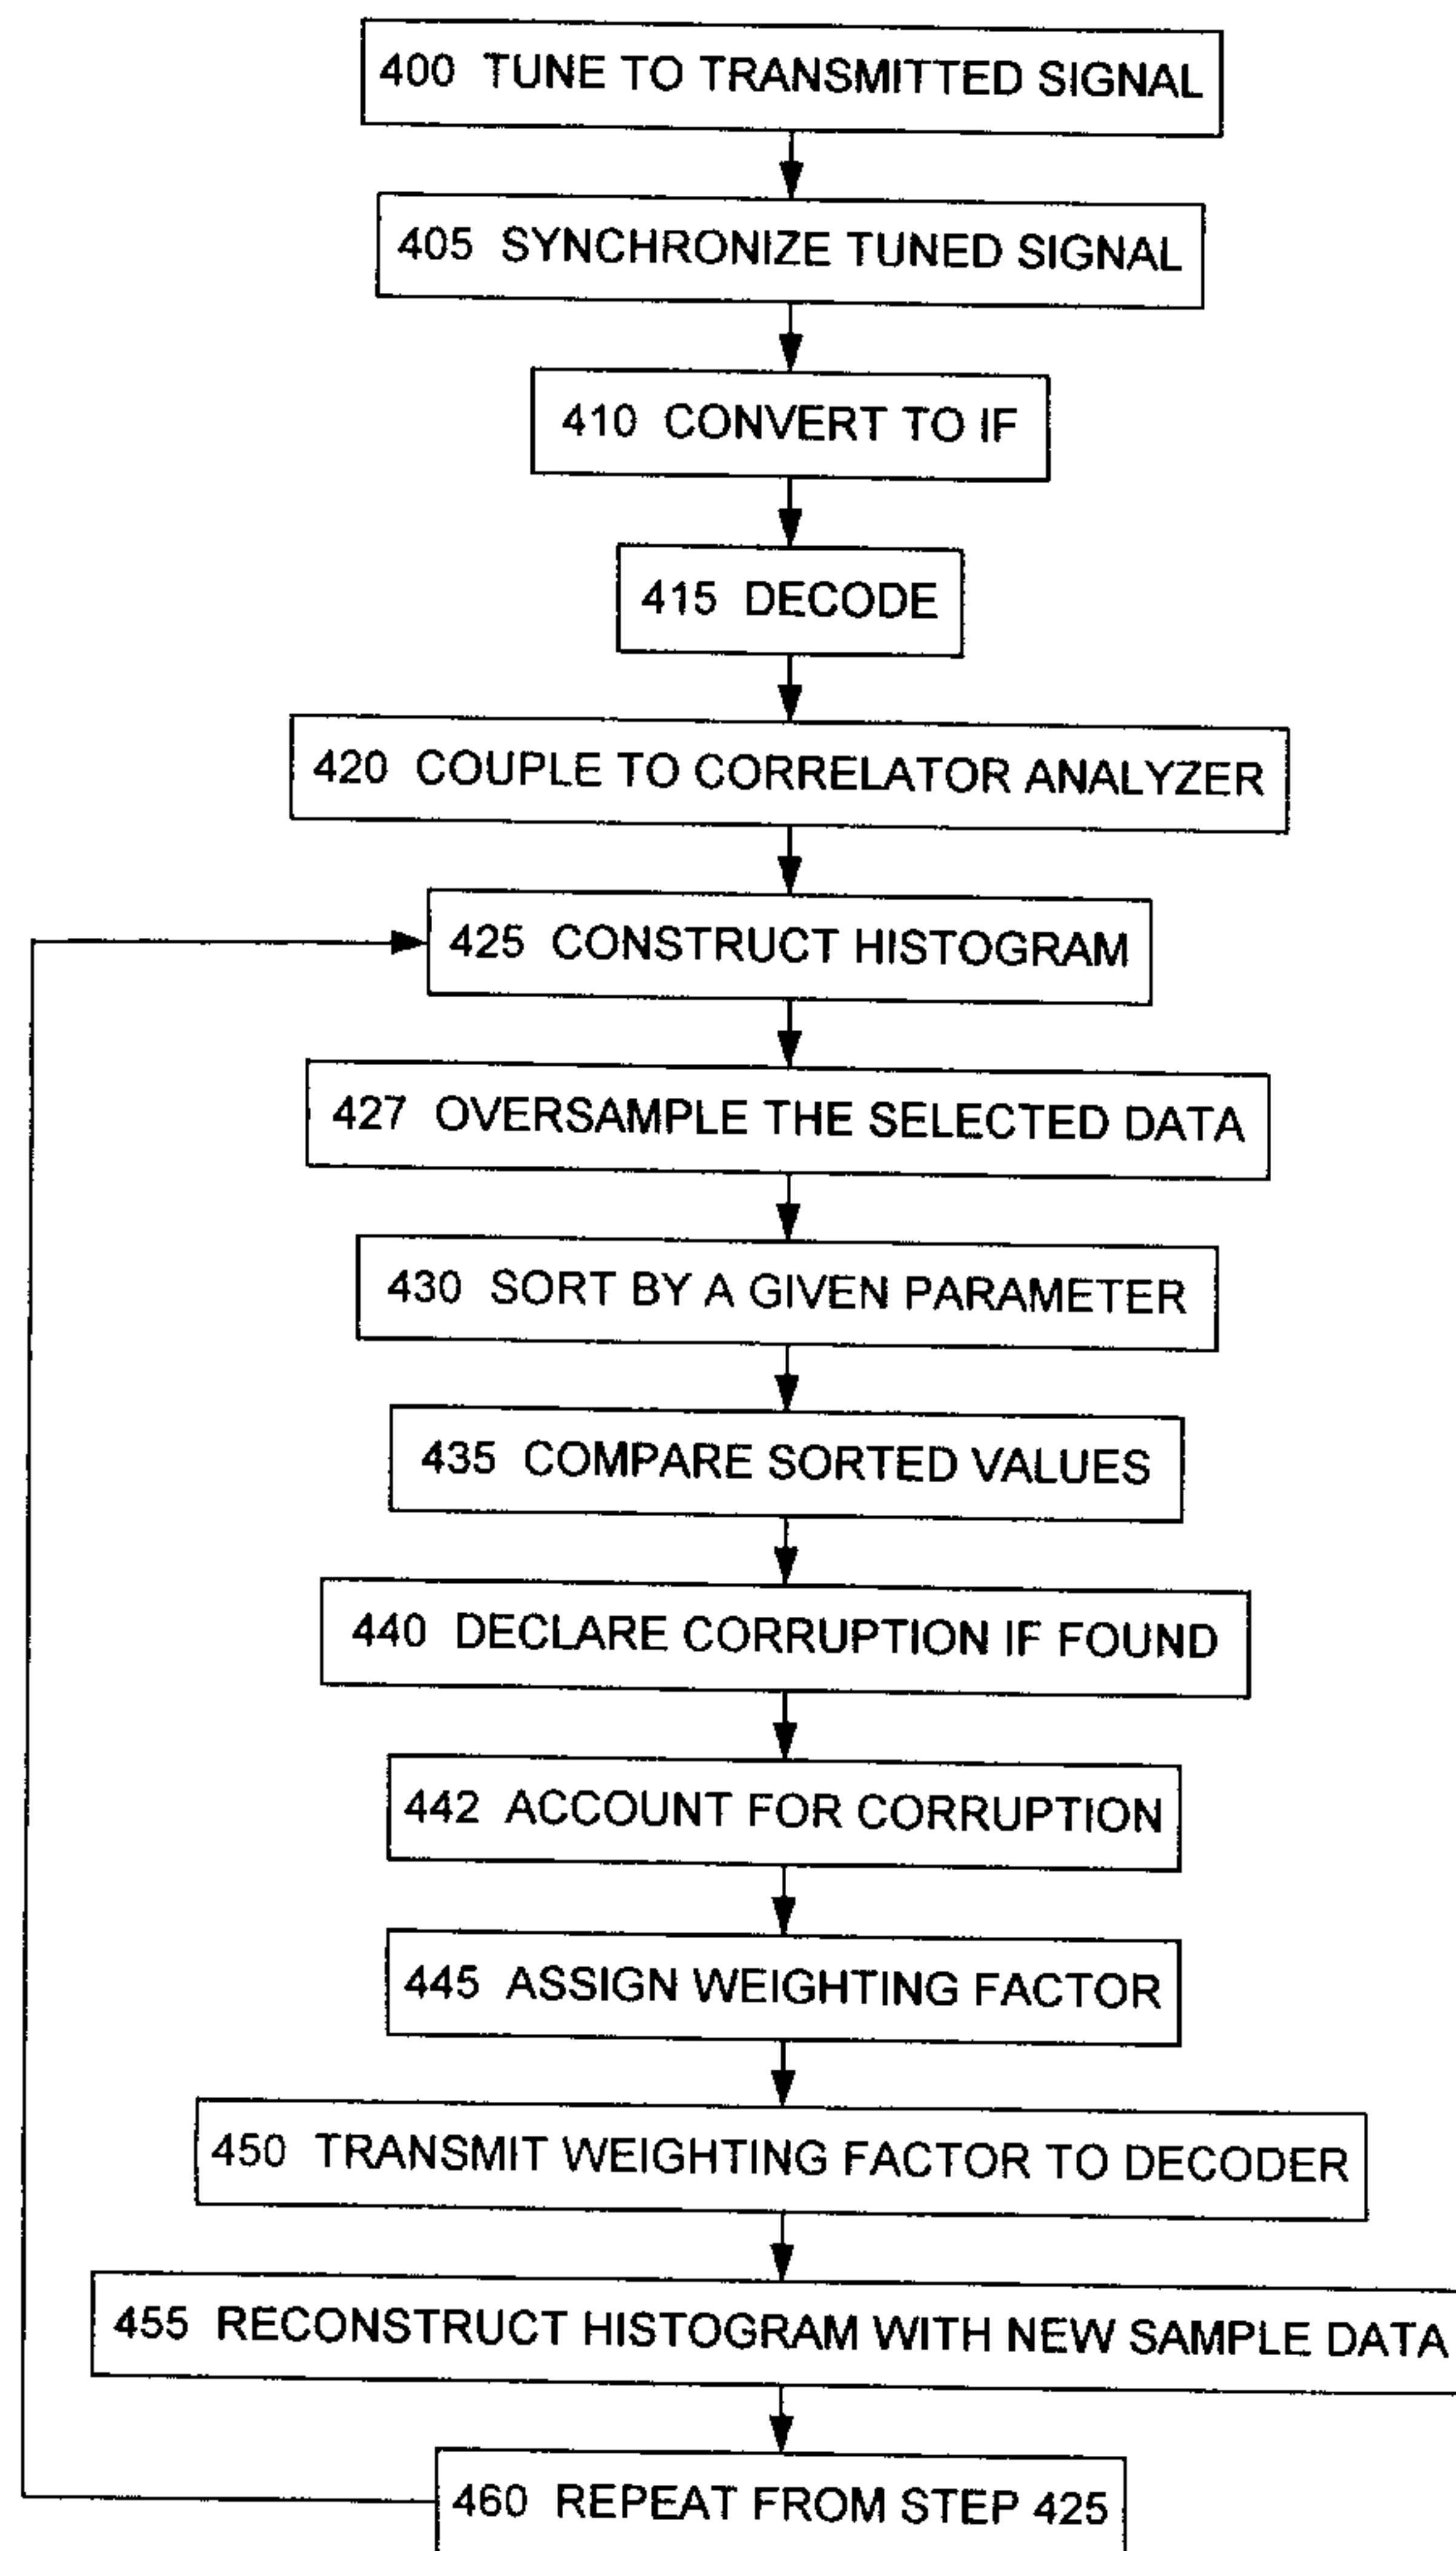 400 TUNE TO TRANSMITTED SIGNAL
405 SYNCHRONIZE TUNED SIGNAL
410 CONVERT TO IF
415 DECODE
420 COUPLE TO CORRELATOR ANALYZER
425 CONSTRUCT HISTOGRAM
427 OVERSAMPLE THE SELECTED DATA
430 SORT BY A GIVEN PARAMETER
435 COMPARE SORTED VALUES
440 DECLARE CORRUPTION IF FOUND
442 ACCOUNT FOR CORRUPTION
445 ASSIGN WEIGHTING FACTOR
450 TRANSMIT WEIGHTING FACTOR TO DECODER
455 RECONSTRUCT HISTOGRAM WITH NEW SAMPLE DATA
460 REPEAT FROM STEP 425